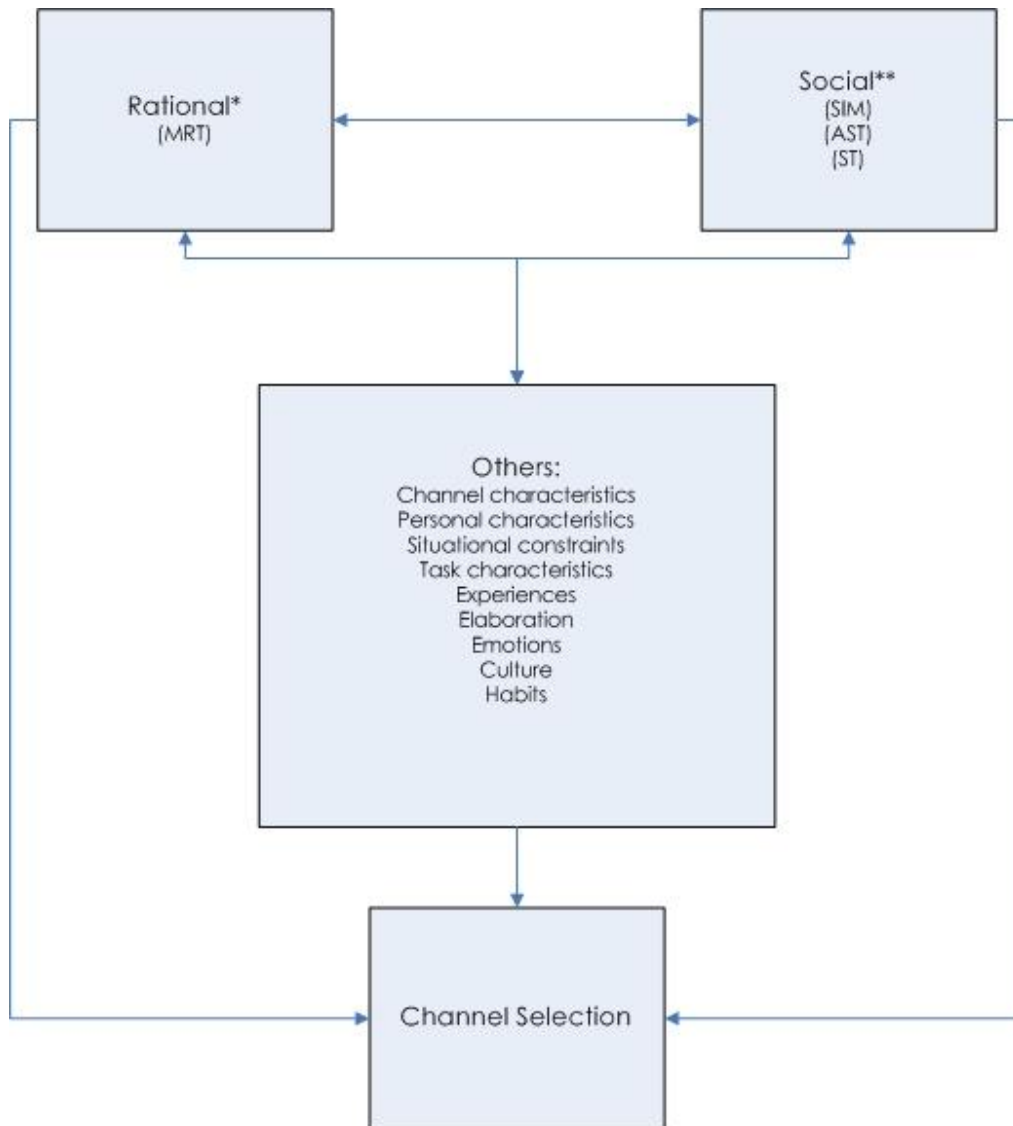 Rational*
(MRT)
Social**
(SIM)
(AST)
(ST)
Others:
Channel characteristics
Personal characteristics
Situational constraints
Task characteristics
Experiences
Elaboration
Emotions
Culture
Habits
Channel Selection